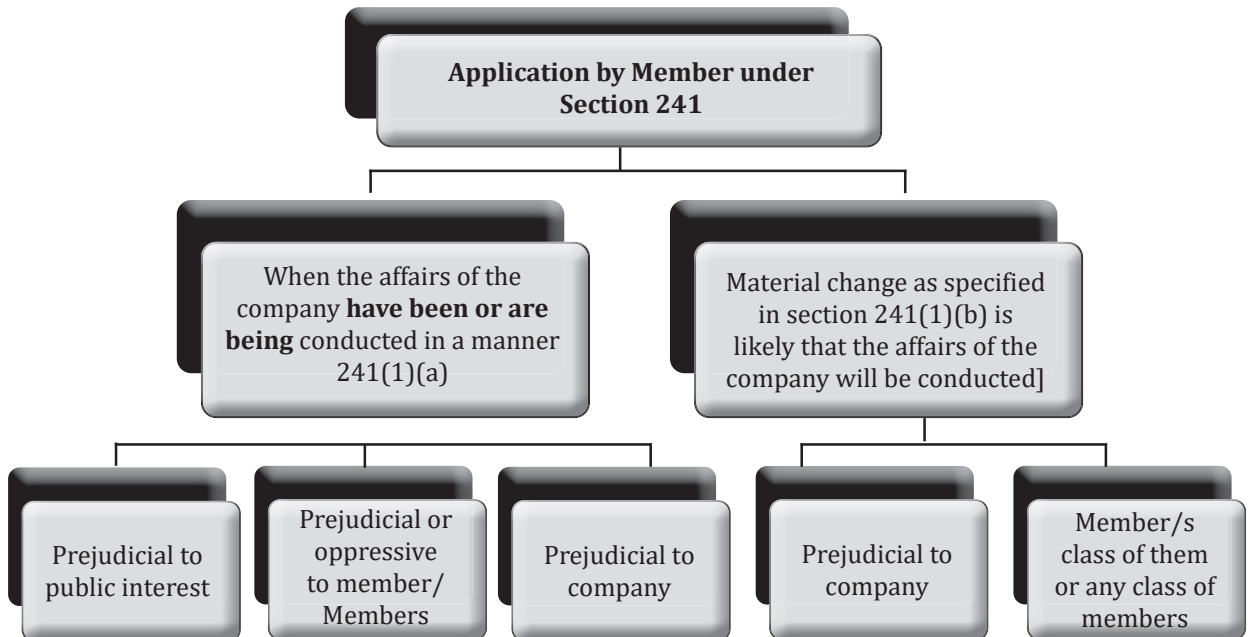 Application by Member under
Section 241
When the affairs of the
company have been or are
being conducted in a manner
241(1)(a)
Material change as specified
in section 241(1)(b) is
likely that the affairs of the
company will be conducted]
Prejudicial to
public interest
Prejudicial or
oppressive
to member/
Members
Prejudicial to
company
Prejudicial to
company
Member/s
class of them
or any class of
members